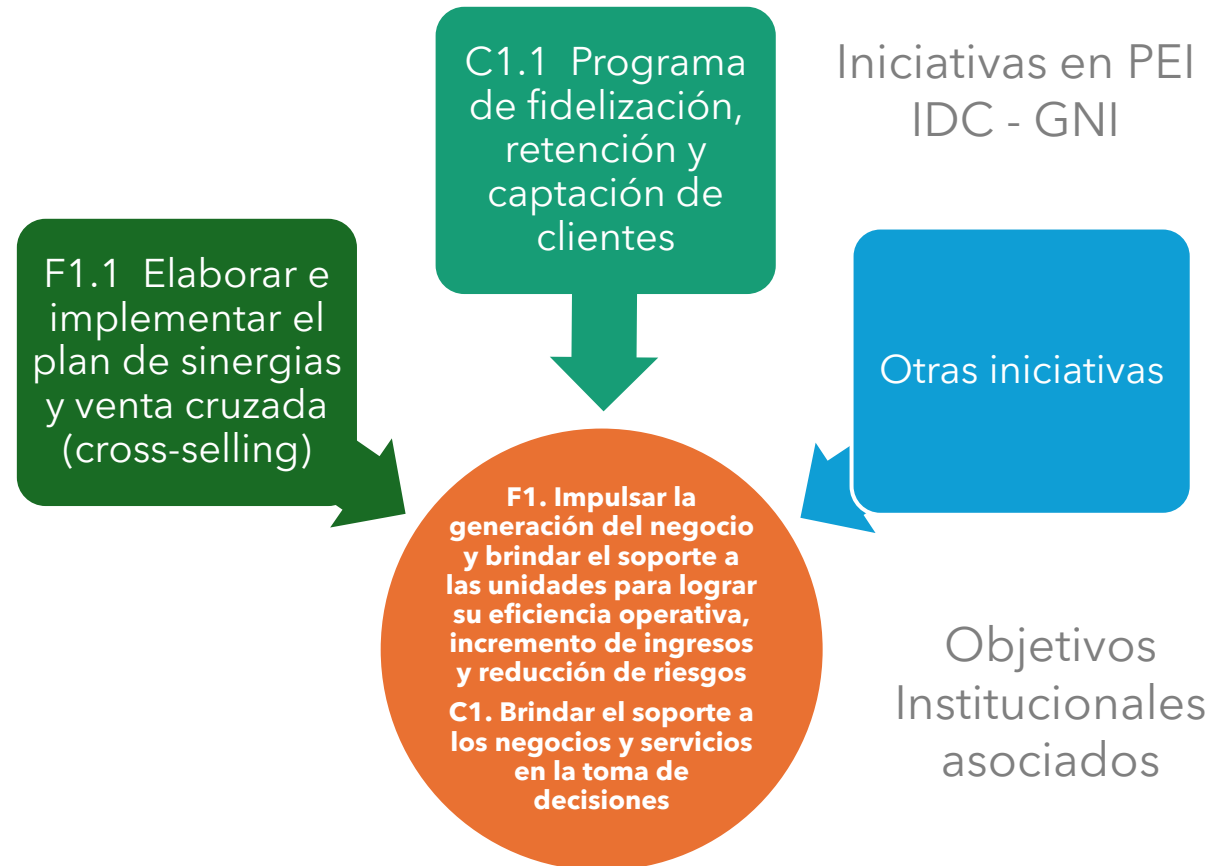 C1.1 Programa
de fidelización,
retención y
captación de
clientes
Iniciativas en PEI
IDC - GNI
F1.1 Elaborar e
implementar el
plan de sinergias
y venta cruzada
(cross-selling)
Otras iniciativas
F1. Impulsar la
generación del negocio
y brindar el soporte a
las unidades para lograr
su eficiencia operativa,
incremento de ingresos
y reducción de riesgos
C1. Brindar el soporte a
los negocios y servicios
en la toma de
decisiones
Objetivos
Institucionales
asociados